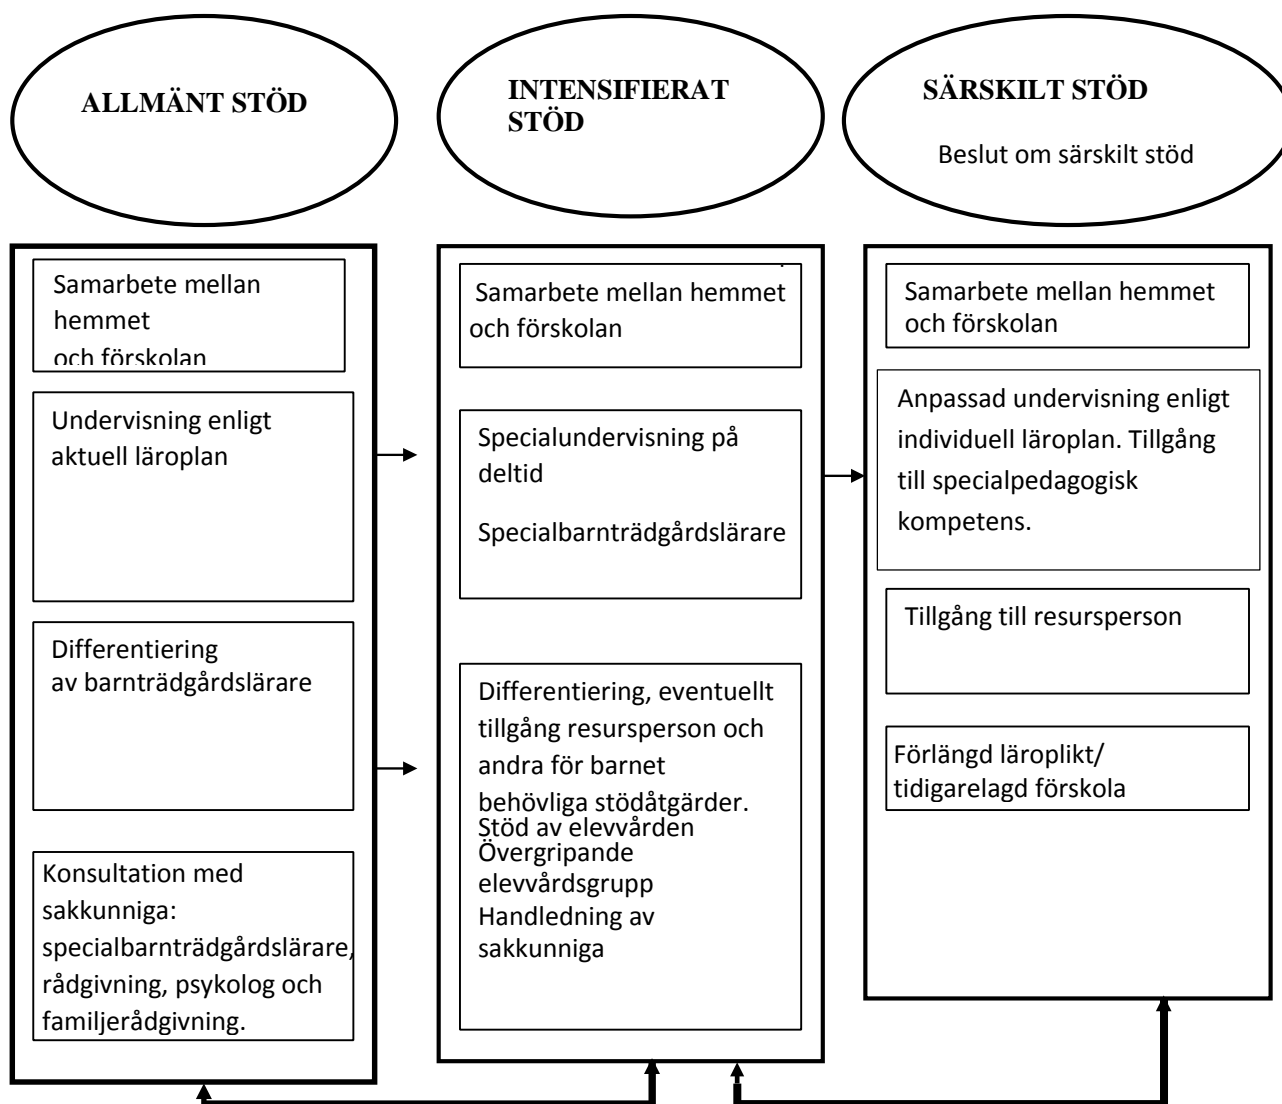 ALLMÄNT STÖD
Samarbete mellan
hemmet
och förskolan
Undervisning enligt
aktuell läroplan
Differentiering
av barnträdgårdslärare
Konsultation med
sakkunniga:
specialbarnträdgårdslärare,
rådgivning, psykolog och
familjerådgivning.
INTENSIFIERAT
STÖD
Samarbete mellan hemmet
och förskolan
Specialundervisning på
deltid
Specialbarnträdgårdslärare
Differentiering, eventuellt
tillgång resursperson och
andra för barnet
behövliga stödåtgärder.
Stöd av elevvården
Övergripande
elevvårdsgrupp
Handledning av
sakkunniga
SÄRSKILT STÖD
Beslut om särskilt stöd
Samarbete mellan hemmet
och förskolan
Anpassad undervisning enligt
individuell läroplan. Tillgång
till specialpedagogisk
kompetens.
Tillgång till resursperson
Förlängd läroplikt/
tidigarelagd förskola